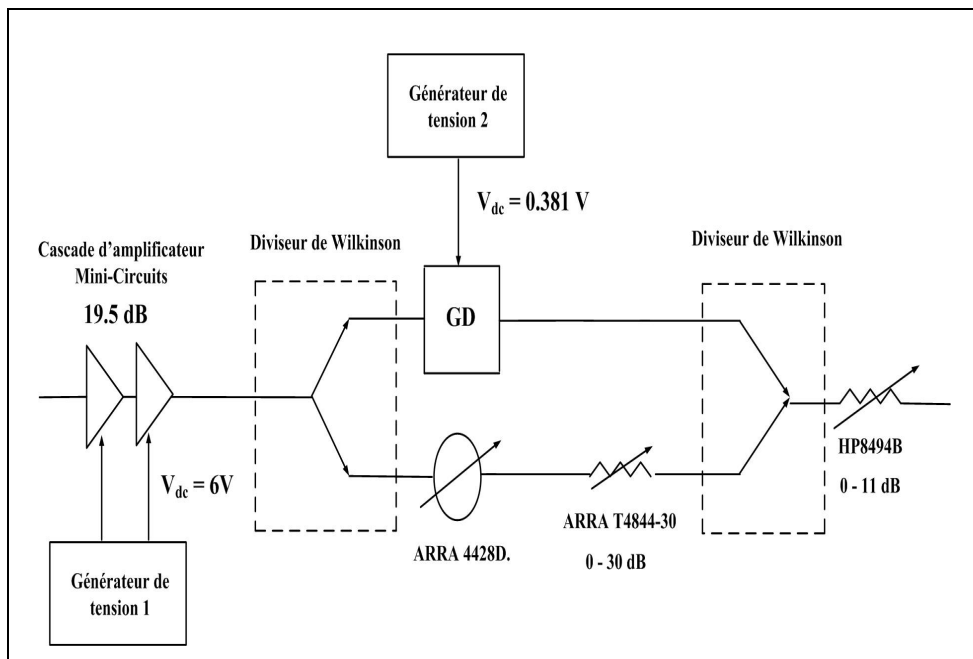 Générateur de
tension 2
V_dc = 0.381 V
Cascade d'amplificateur
Mini-Circuits
19.5 dB
Diviseur de Wilkinson
Diviseur de Wilkinson
GD
HP8494B
0 - 11 dB
V_dc = 6V
ARRA T4844-30
0 - 30 dB
ARRA 4428D.
Générateur de
tension 1